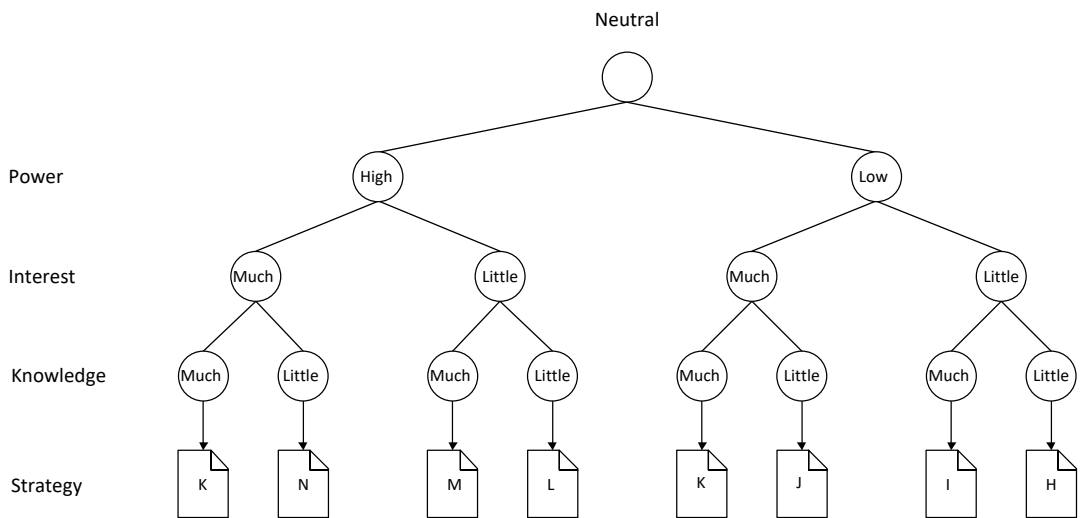 Neutral
Power
High
Low
Interest
Much
Little
Much
Little
Knowledge
Much
Little
Much
Little
Much
Little
Much
Little
Strategy
K
N
M
L
K
J
I
H